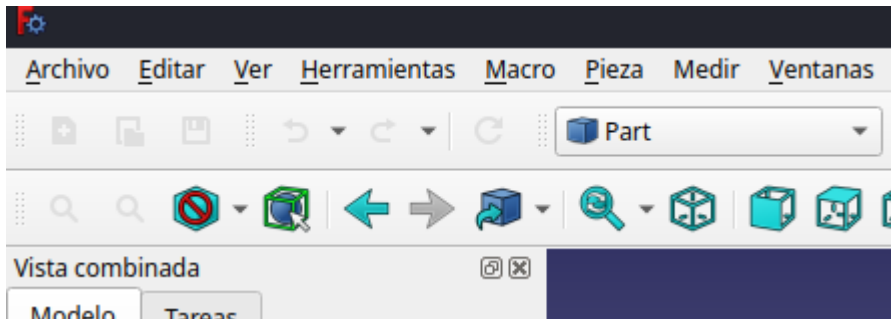 Archivo Editar Ver Herramientas Macro Pieza Medir Ventanas
Part
Vista combinada
Modelo Tareas